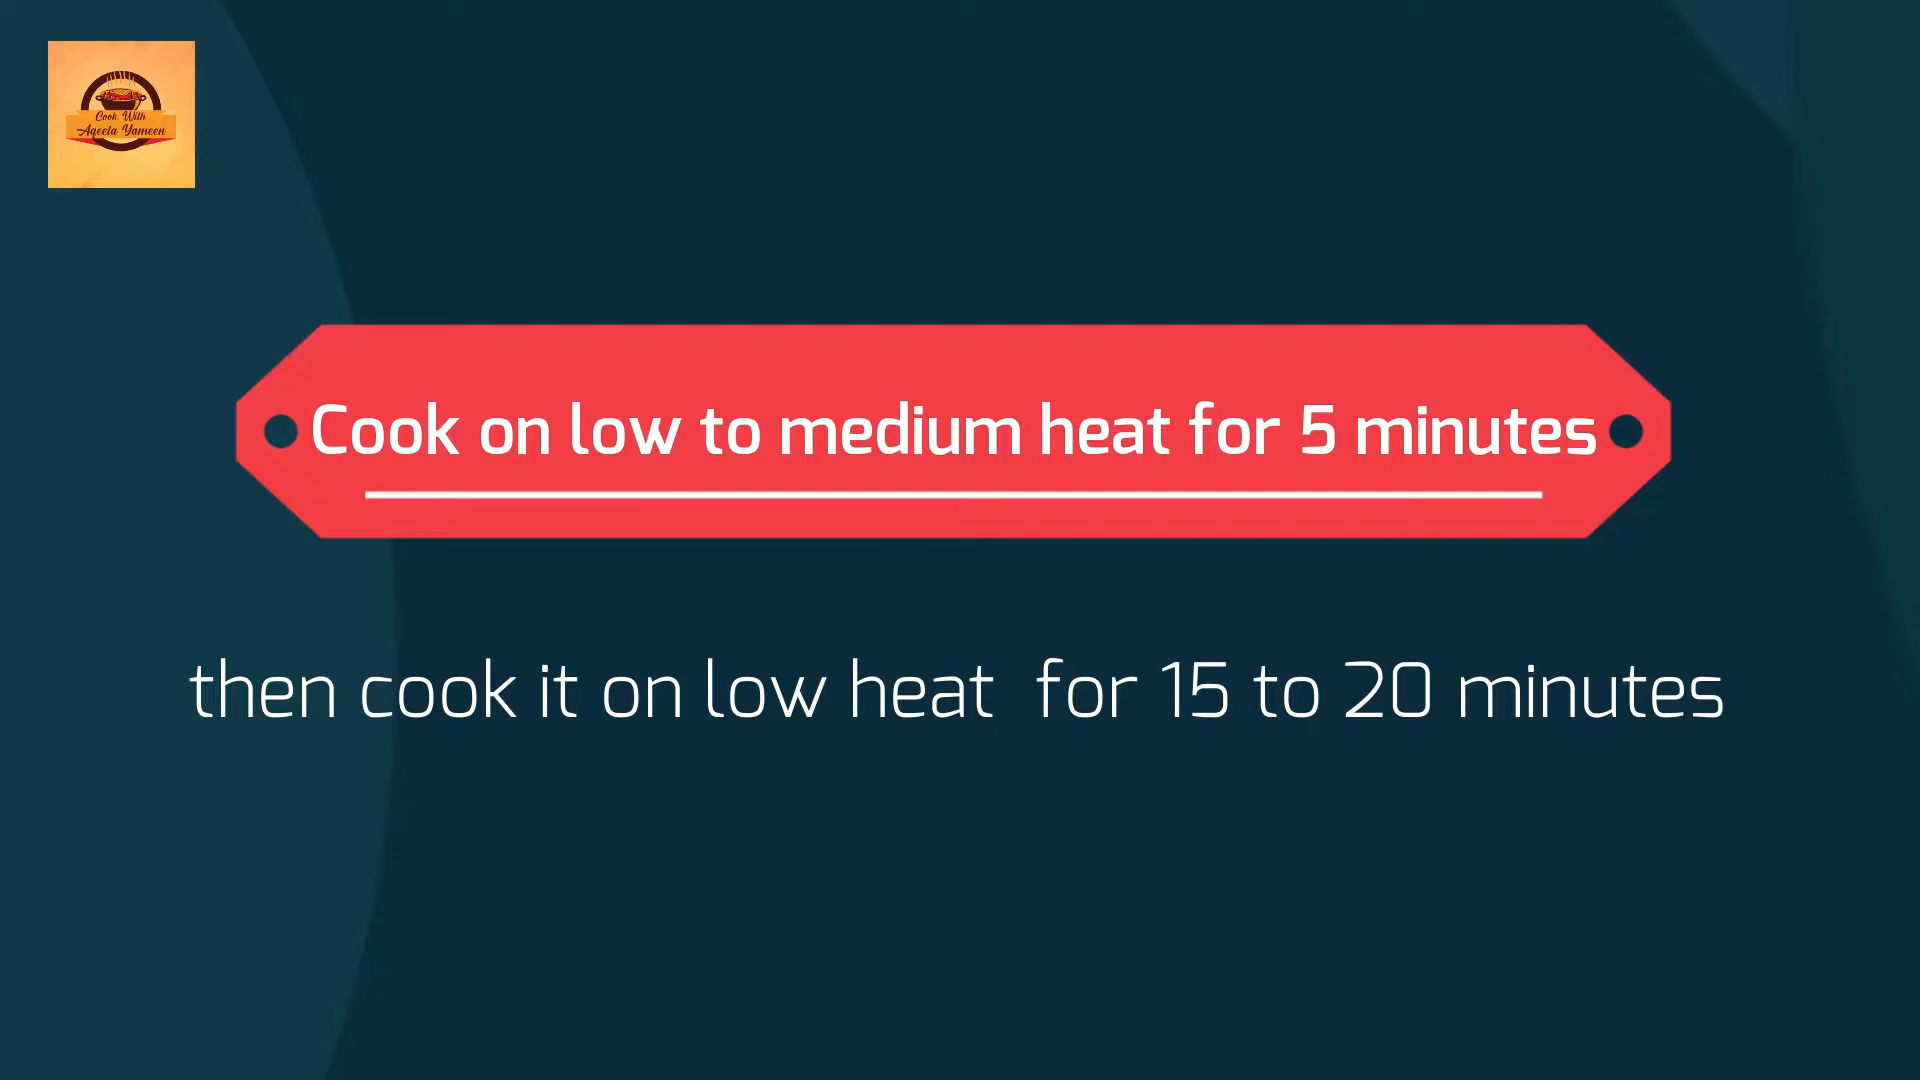 Cook With
Aqeela Yameen
Cook on low to medium heat for 5 minutes
then cook it on low heat for 15 to 20 minutes